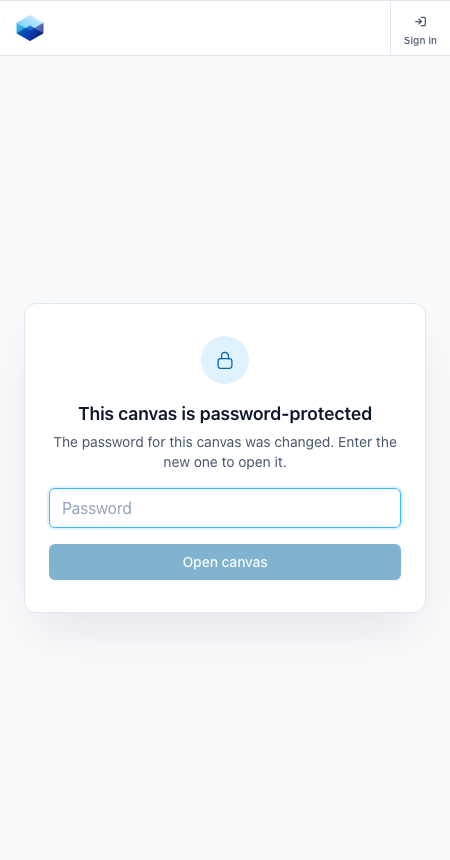 Sign in
This canvas is password-protected
The password for this canvas was changed. Enter the
new one to open it.
Password
Open canvas